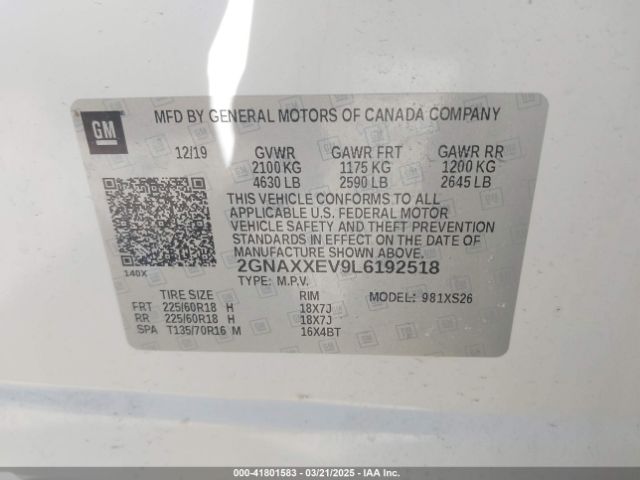 GM
MFD BY GENERAL MOTORS OF CANADA COMPANY
12/19 GVWR GAWR FRT GAWR RR
2100 KG 1175 KG 1200 KG
4630 LB 2590 LB 2645 LB
THIS VEHICLE CONFORMS TO ALL
APPLICABLE U.S. FEDERAL MOTOR
VEHICLE SAFETY AND THEFT PREVENTION
STANDARDS IN EFFECT ON THE DATE OF
MANUFACTURE SHOWN ABOVE.
2GNAXXEV9L6192518
140X
TYPE: M.P.V.
TIRE SIZE RIM MODEL: 981XS26
FRT 225/60R18 H 18X7J
RR 225/60R18 H 18X7J
SPA T135/70R16 M 16X4BT
000-41801583 / 03/21/2025 / IAA Inc. /